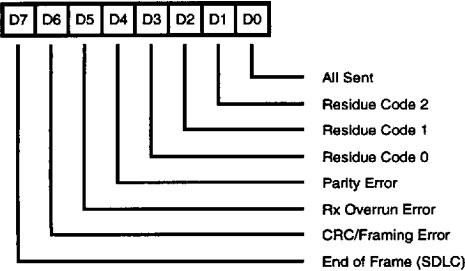 D7 D6 D5 D4 D3 D2 D1 D0
All Sent
Residue Code 2
Residue Code 1
Residue Code 0
Parity Error
Rx Overrun Error
CRC/Framing Error
End of Frame (SDLC)